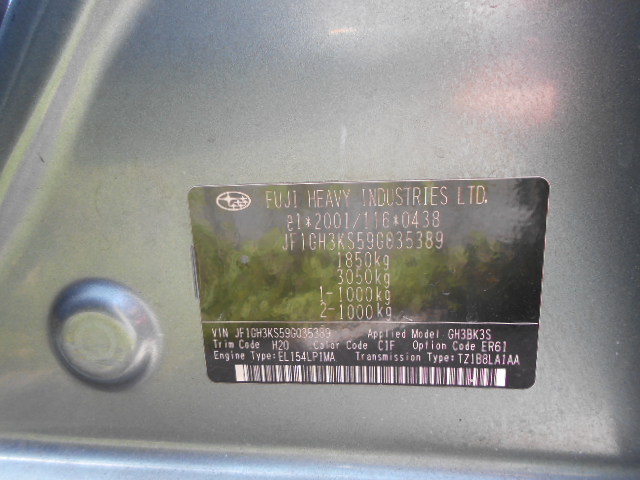 FUJI HEAVY INDUSTRIES LTD.
e1*2001/116*0438
JF1GH3KS59G035389
1850kg
3050kg
1-1000kg
2-1000kg
VIN JF1GH3KS59G035389 Applied Model GH3BK3S
Trim Code H20 Color Code C1F Option Code ER61
Engine Type:EL154LP1MA Transmission Type:TZ1B8LA1AA